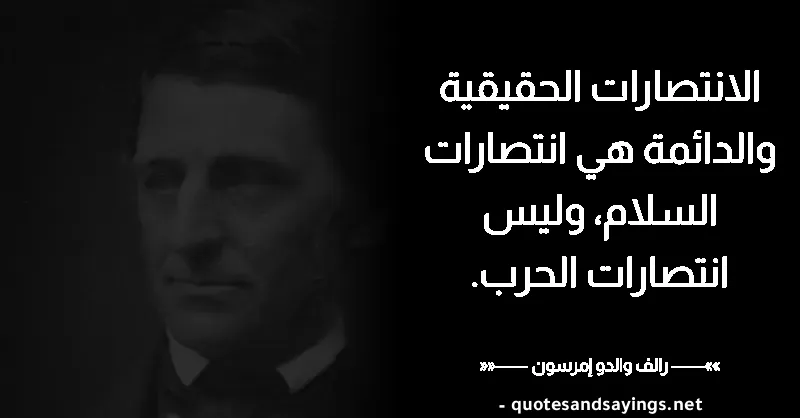 الانتصارات الحقيقية
والدائمة هي انتصارات
السلام، وليس
انتصارات الحرب.
»»—— رالف والدو إمرسون ——««
- quotesandsayings.net